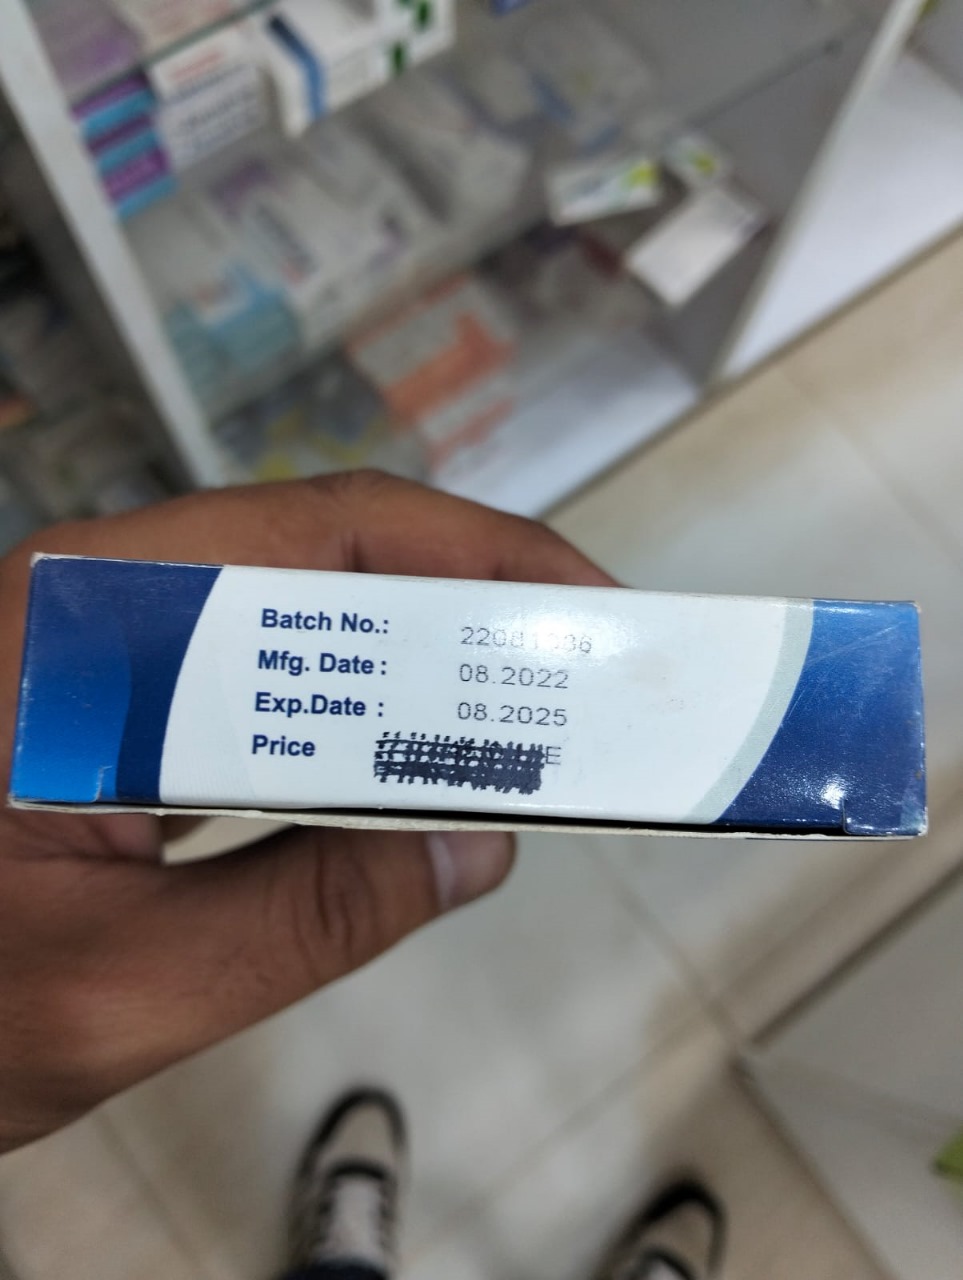 Batch No.:
Mfg. Date : 08.2022
Exp.Date : 08.2025
Price